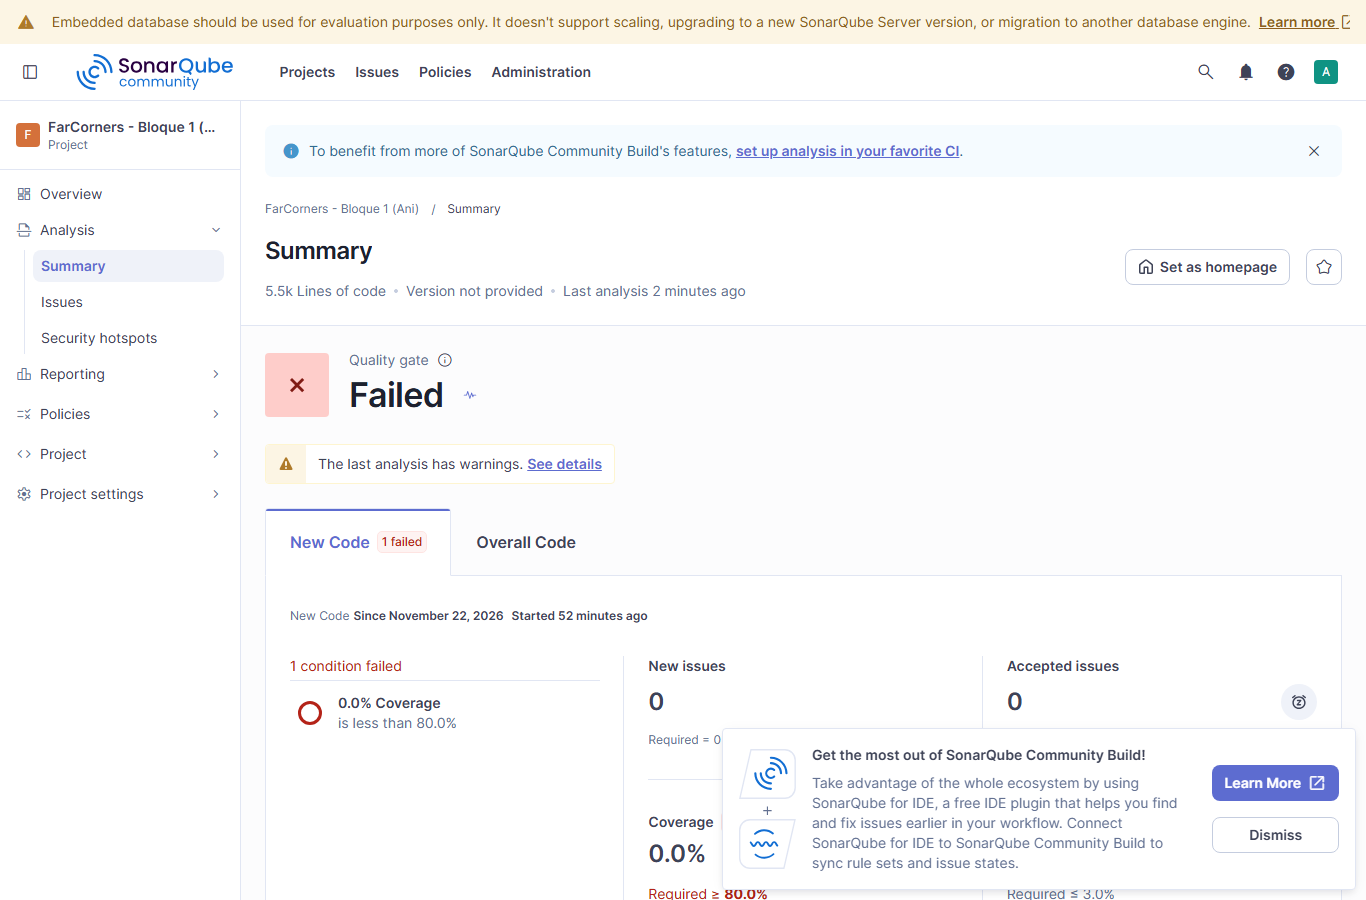 Embedded database should be used for evaluation purposes only. It doesn't support scaling, upgrading to a new SonarQube Server version, or migration to another database engine. Learn more
SonarQube community
Projects Issues Policies Administration
A
F
FarCorners - Bloque 1 (...
Project
Overview
Analysis
Summary
Issues
Security hotspots
Reporting
Policies
Project
Project settings
To benefit from more of SonarQube Community Build's features, set up analysis in your favorite CI.
FarCorners - Bloque 1 (Ani) / Summary
Summary
Set as homepage
5.5k Lines of code • Version not provided • Last analysis 2 minutes ago
Quality gate
Failed
The last analysis has warnings. See details
New Code 1 failed
Overall Code
New Code Since November 22, 2026 Started 52 minutes ago
1 condition failed
0.0% Coverage
is less than 80.0%
New issues
0
Required = 0
Accepted issues
0
Coverage
0.0%
Required ≥ 80.0%
Required ≤ 3.0%
Get the most out of SonarQube Community Build!
Take advantage of the whole ecosystem by using
SonarQube for IDE, a free IDE plugin that helps you find
and fix issues earlier in your workflow. Connect
SonarQube for IDE to SonarQube Community Build to
sync rule sets and issue states.
Learn More
Dismiss